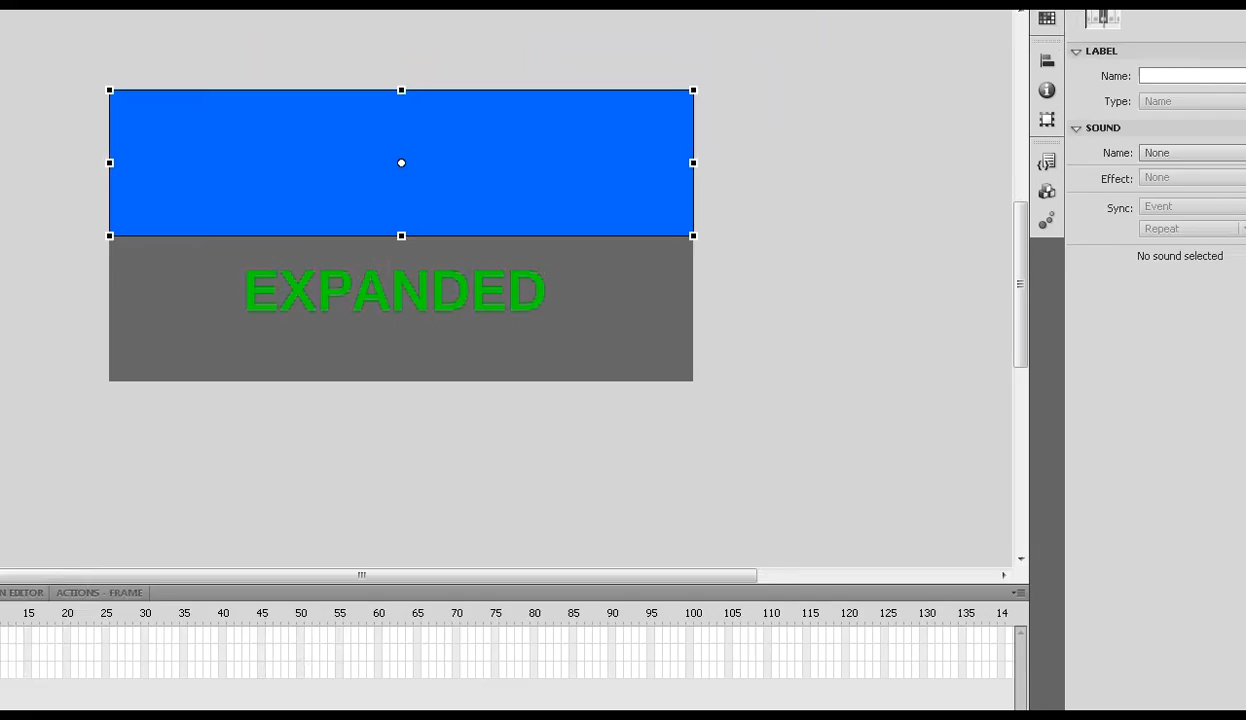 LABEL
Name:
Type: Name
SOUND
Name: None
Effect: None
Sync: Event
Repeat
No sound selected
EXPANDED
N EDITOR ACTIONS - FRAME
15 20 25 30 35 40 45 50 55 60 65 70 75 80 85 90 95 100 105 110 115 120 125 130 135 14